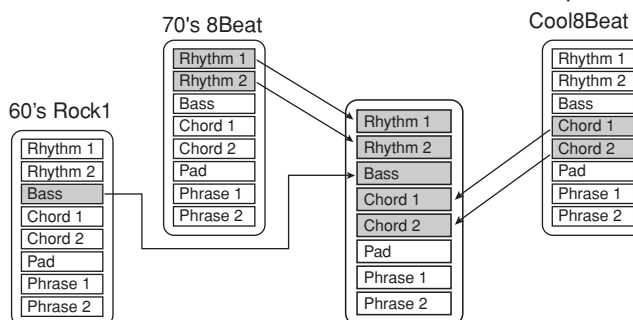 70's 8Beat
Rhythm 1
Rhythm 2
Bass
Chord 1
Chord 2
Pad
Phrase 1
Phrase 2
Cool8Beat
Rhythm 1
Rhythm 2
Bass
Chord 1
Chord 2
Pad
Phrase 1
Phrase 2
60's Rock1
Rhythm 1
Rhythm 2
Bass
Chord 1
Chord 2
Pad
Phrase 1
Phrase 2
Rhythm 1
Rhythm 2
Bass
Chord 1
Chord 2
Pad
Phrase 1
Phrase 2